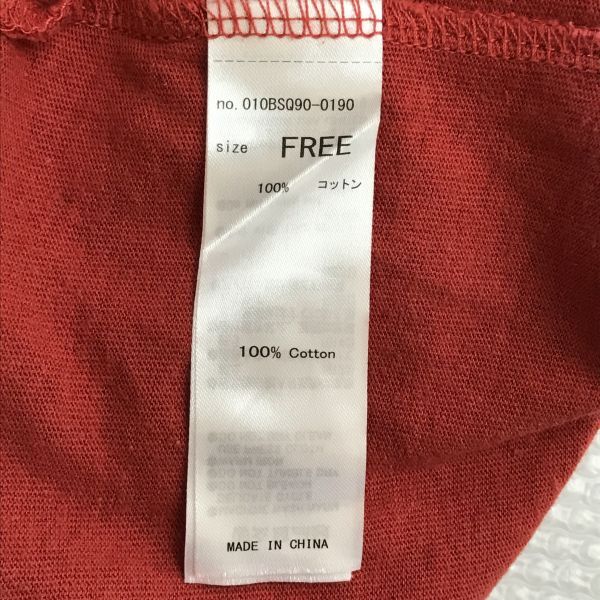 no. 010BSQ90-0190
size FREE
100% コットン
100% Cotton
MADE IN CHINA